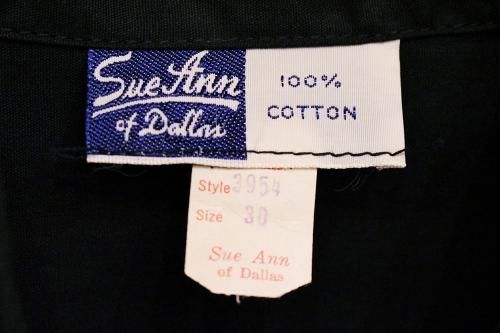 Sue Ann
of Dallas
100%
COTTON
Style 3954
Size 30
Sue Ann
of Dallas